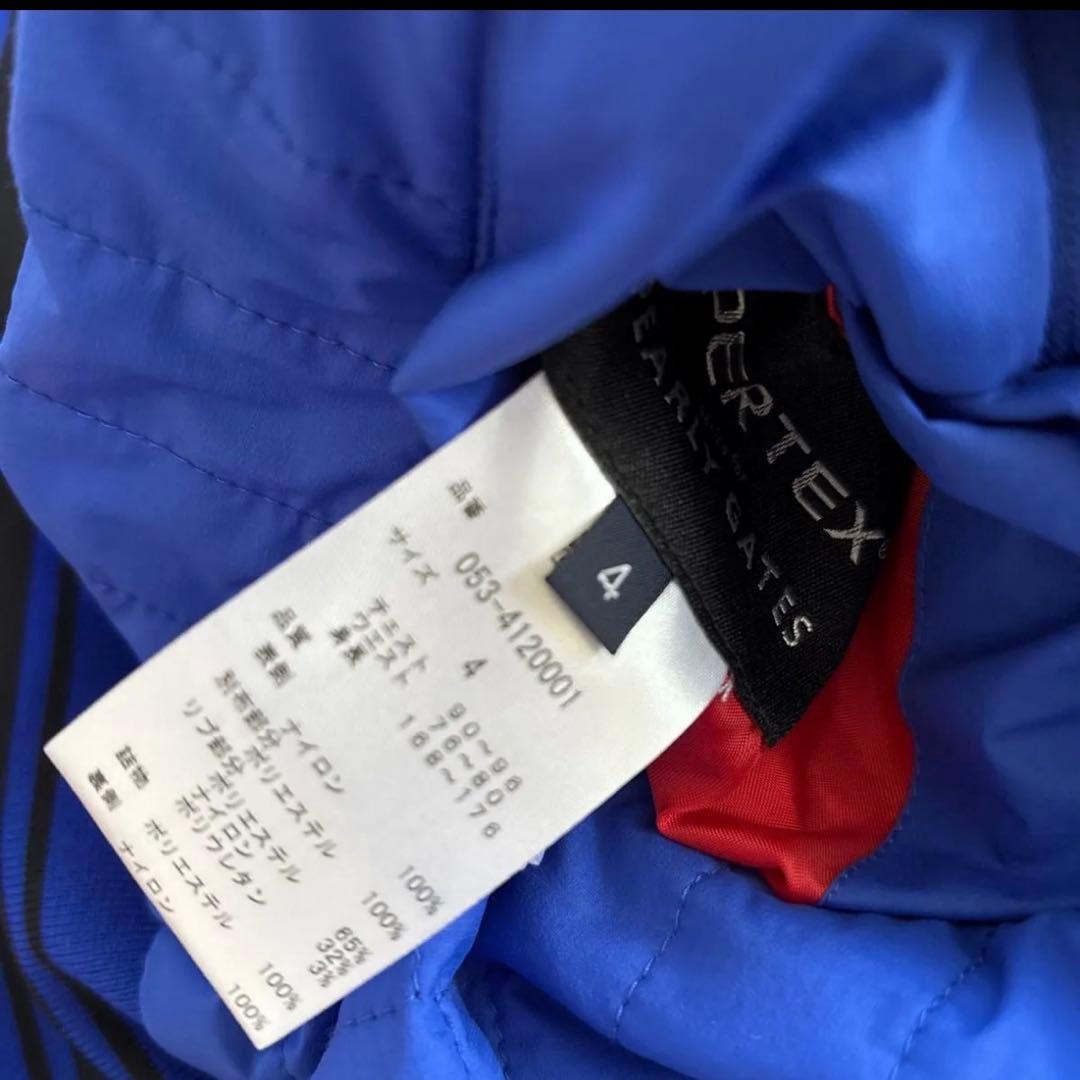 DERTEX®
EARLY GATES
4
品番 053-4120001
サイズ 4
チェスト 90~96
ウエスト 76~80
身長 168~176
品質
表側 ナイロン 100%
別布部分 ポリエステル 100%
リブ部分 ポリエステル 65%
ナイロン 32%
ポリウレタン 3%
詰物 ポリエステル 100%
裏側 ナイロン 100%